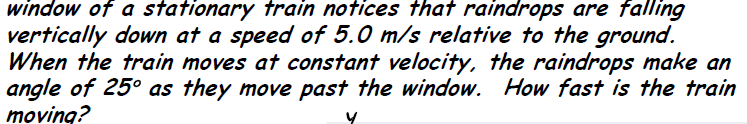 window of a stationary train notices that raindrops are falling
vertically down at a speed of 5.0 m/s relative to the ground.
When the train moves at constant velocity, the raindrops make an
angle of 25° as they move past the window. How fast is the train
moving?
y